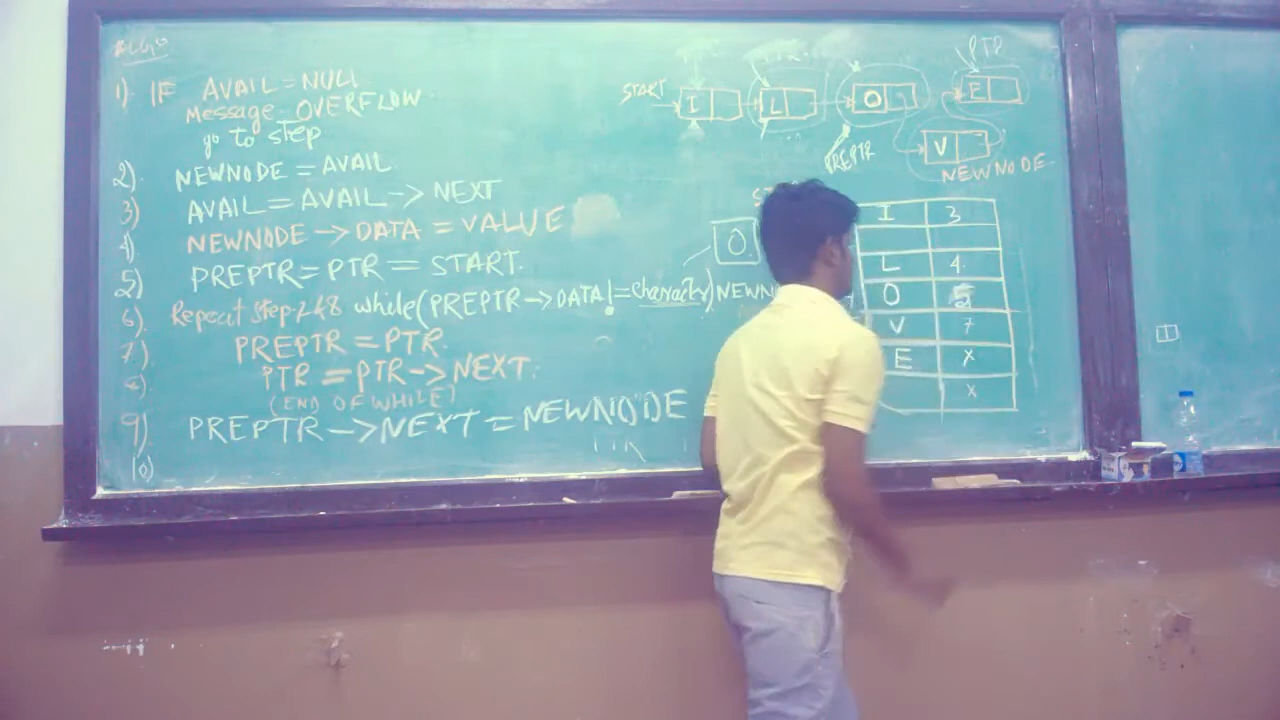 Algo
1). IF AVAIL = NULL
Message OVERFLOW
go to step
2). NEWNODE = AVAIL
3) AVAIL = AVAIL -> NEXT
4) NEWNODE -> DATA = VALUE
5) PREPTR = PTR = START.
6). Repeat step 7 & 8 while(PREPTR -> DATA != character)
7.) PREPTR = PTR.
8) PTR = PTR -> NEXT.
(END OF WHILE)
9) PREPTR -> NEXT = NEWNODE
10)
START
I
L
O
E
PTR
V
PREPTR
NEWNODE
O
I 3
L 4
O
V 7
E X
X